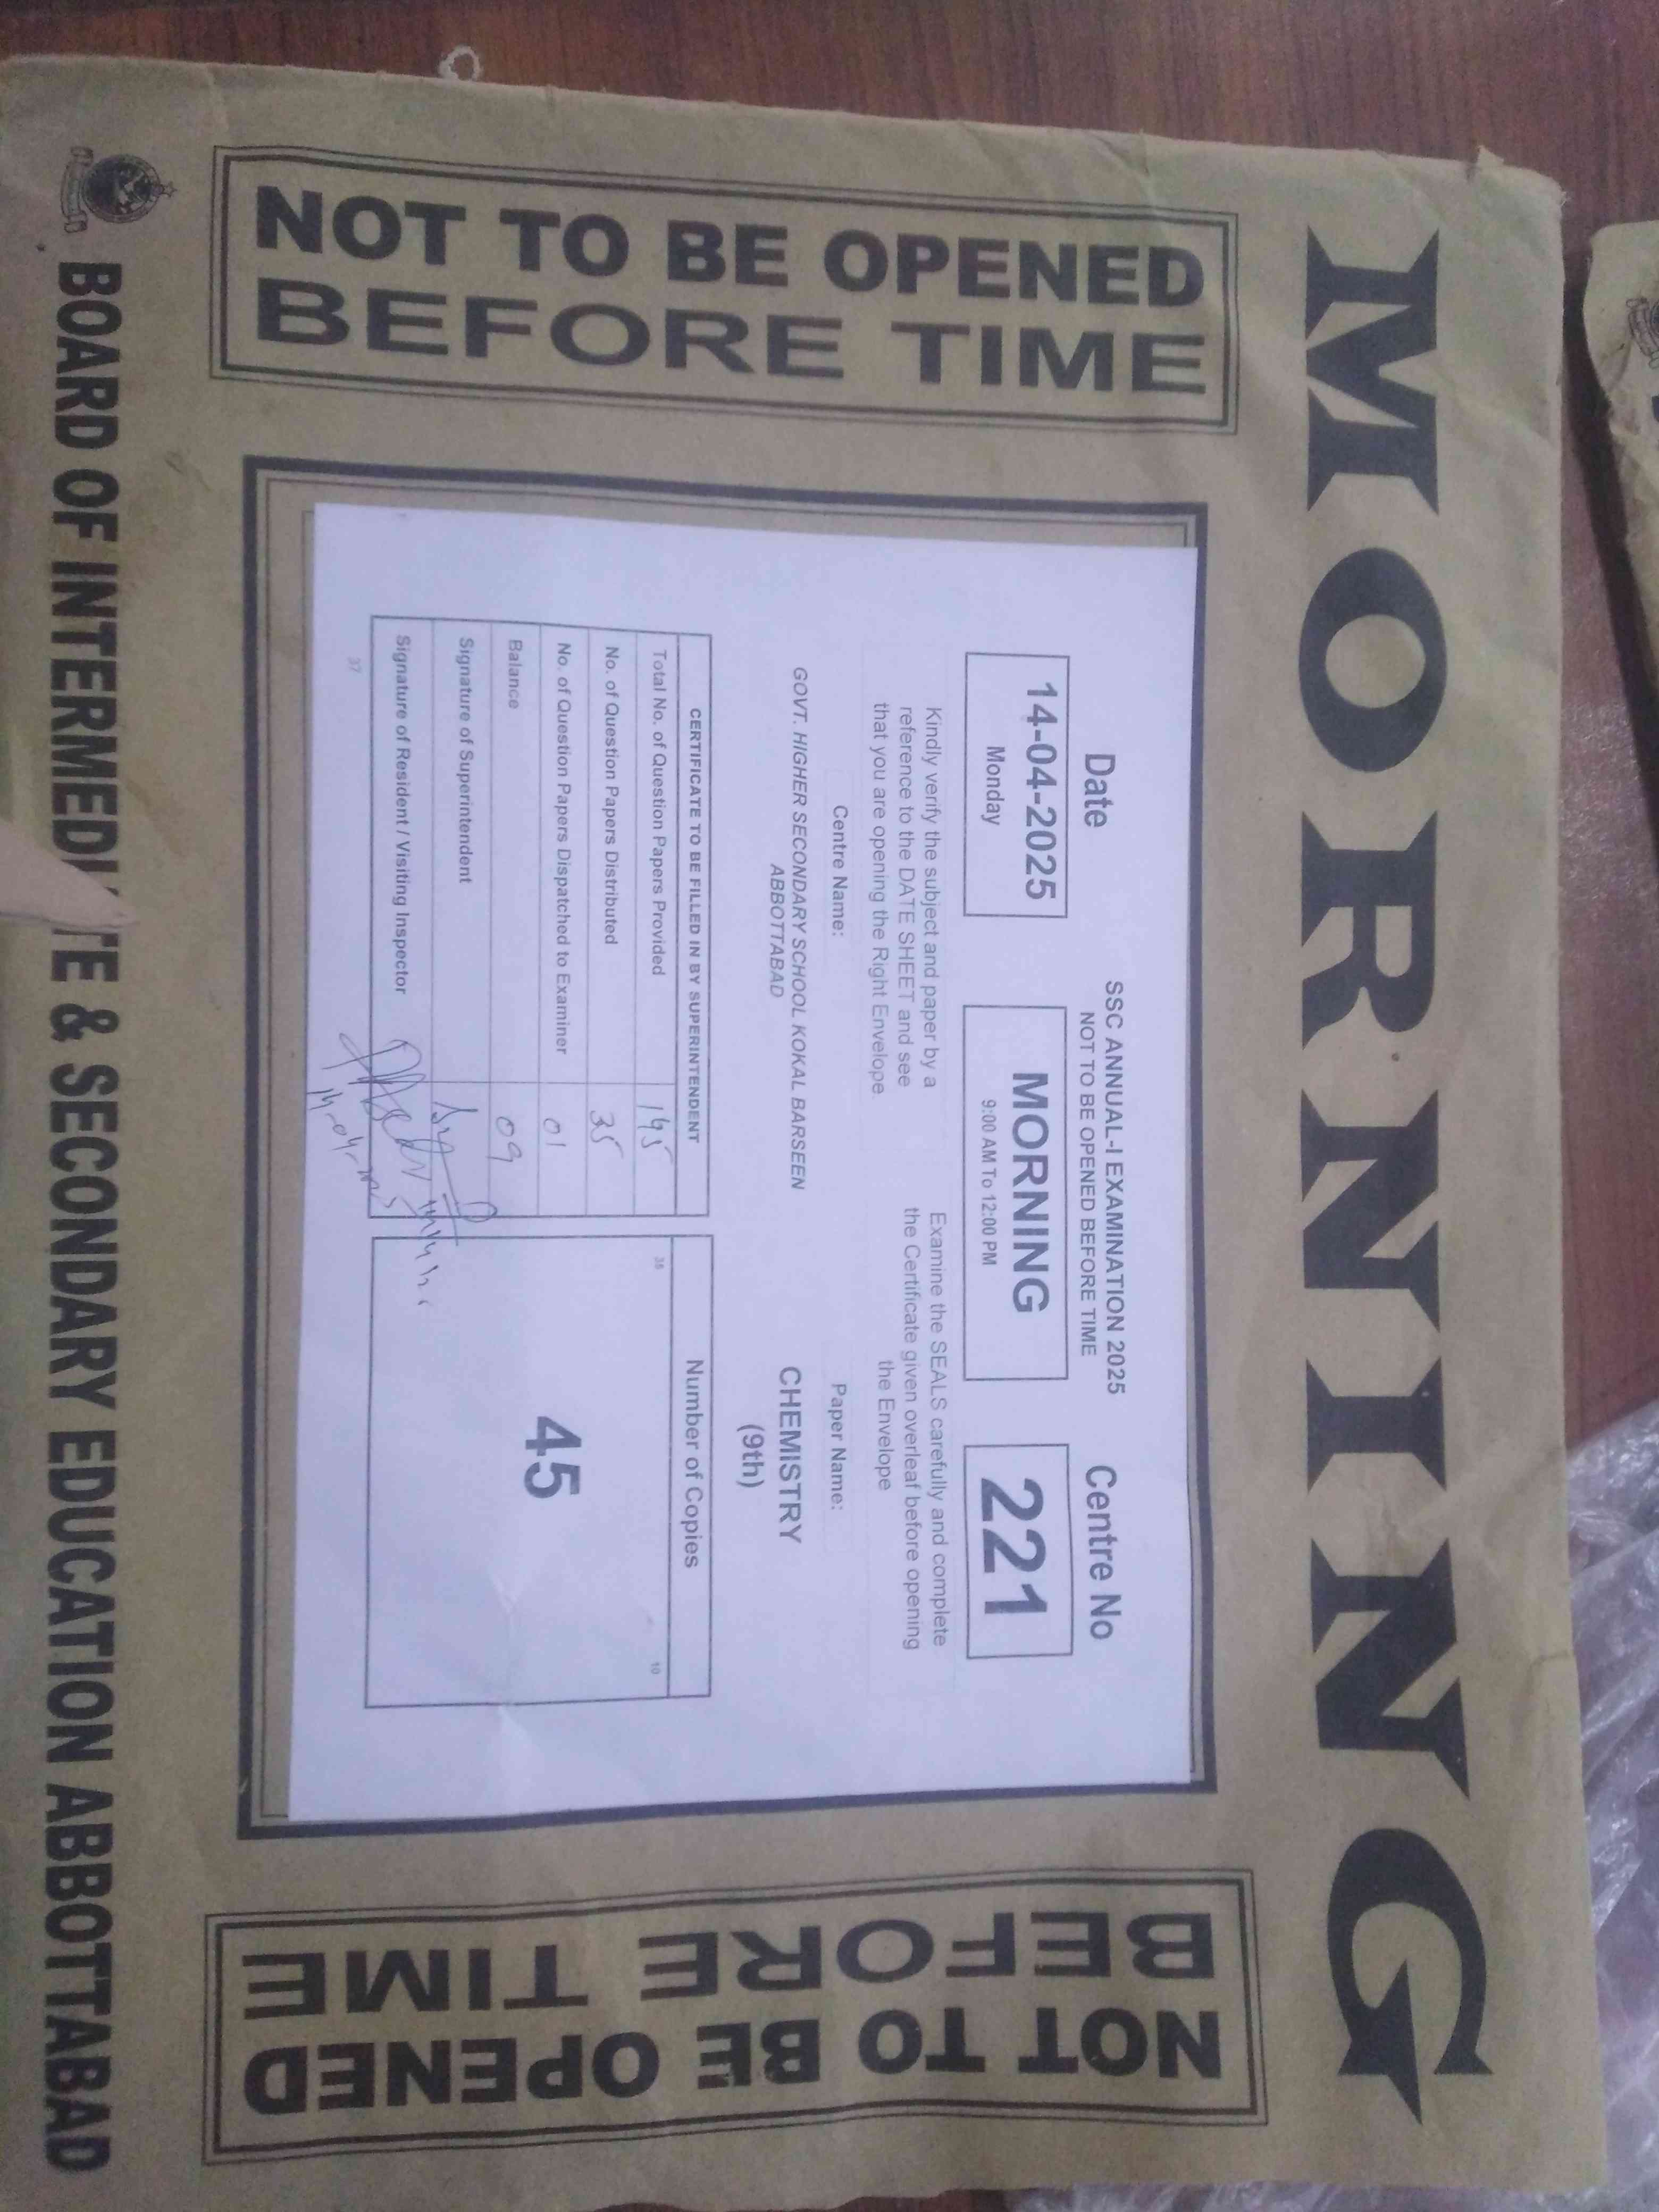 MORNING
NOT TO BE OPENED
BEFORE TIME
SSC ANNUAL-I EXAMINATION 2025
NOT TO BE OPENED BEFORE TIME
Date
Centre No
14-04-2025
Monday
MORNING
9:00 AM To 12:00 PM
221
Kindly verify the subject and paper by a
reference to the DATE SHEET and see
that you are opening the Right Envelope.
Examine the SEALS carefully and complete
the Certificate given overleaf before opening
the Envelope
Centre Name:
GOVT. HIGHER SECONDARY SCHOOL KOKAL BARSEEN
ABBOTTABAD
Paper Name:
CHEMISTRY
(9th)
CERTIFICATE TO BE FILLED IN BY SUPERINTENDENT
Total No. of Question Papers Provided
No. of Question Papers Distributed 35
No. of Question Papers Dispatched to Examiner 01
Balance 09
Signature of Superintendent
Signature of Resident / Visiting Inspector
37
Number of Copies
10
45
NOT TO BE OPENED
BEFORE TIME
BOARD OF INTERMEDI TE & SECONDARY EDUCATION ABBOTTABAD